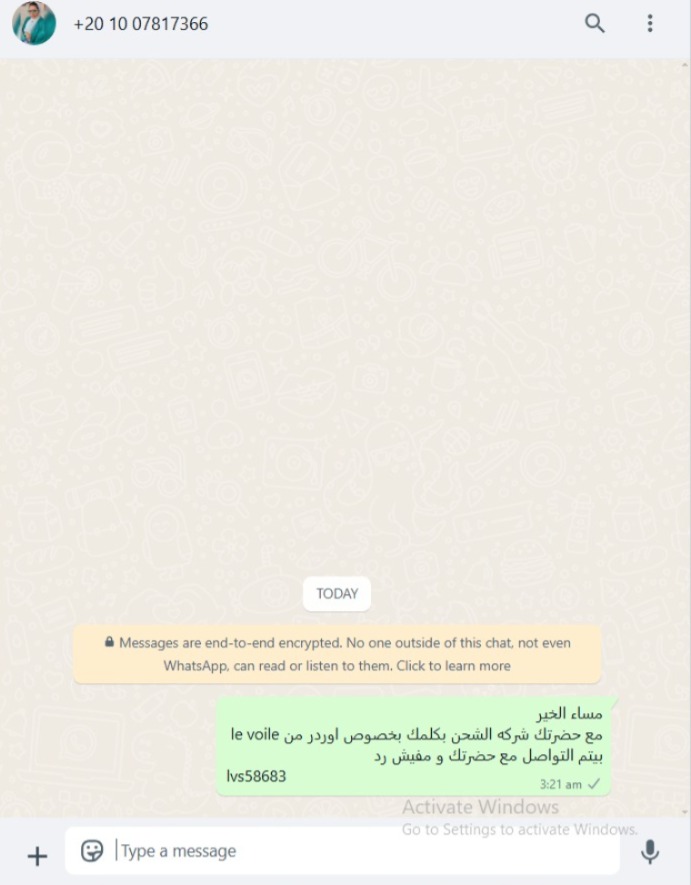 +20 10 07817366
TODAY
Messages are end-to-end encrypted. No one outside of this chat, not even
WhatsApp, can read or listen to them. Click to learn more
مساء الخير
مع حضرتك شركه الشحن بكلمك بخصوص اوردر من le voile
بيتم التواصل مع حضرتك و مفيش رد
lvs58683
3:21 am
Activate Windows
Go to Settings to activate Windows.
Type a message